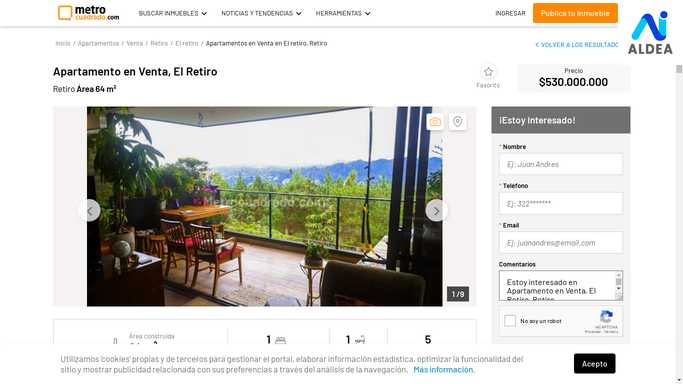 metro
cuadrado.com
BUSCAR INMUEBLES
NOTICIAS Y TENDENCIAS
HERRAMIENTAS
INGRESAR
Publica tu Inmueble
ALDEA
Inicio / Apartamentos / Venta / Retiro / El retiro / Apartamentos en Venta en El retiro, Retiro
< VOLVER A LOS RESULTADO
Apartamento en Venta, El Retiro
Retiro Área 64 m²
Favorito
Precio
$530.000.000
Metrocuadrado.com
1 / 9
¡Estoy Interesado!
* Nombre
Ej: Juan Andres
* Teléfono
Ej: 322*******
* Email
Ej: juanandres@email.com
Comentarios
Estoy interesado en
Apartamento en Venta, El
Retiro, Retiro
No soy un robot
reCAPTCHA
Privacidad - Términos
Área construida
1
1
5
Utilizamos 'cookies' propias y de terceros para gestionar el portal, elaborar información estadística, optimizar la funcionalidad del
sitio y mostrar publicidad relacionada con sus preferencias a través del análisis de la navegación. Más información.
Acepto